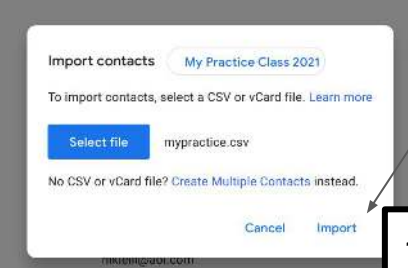 Import contacts My Practice Class 2021
To import contacts, select a CSV or vCard file. Learn more
Select file mypractice.csv
No CSV or vCard file? Create Multiple Contacts instead.
Cancel Import